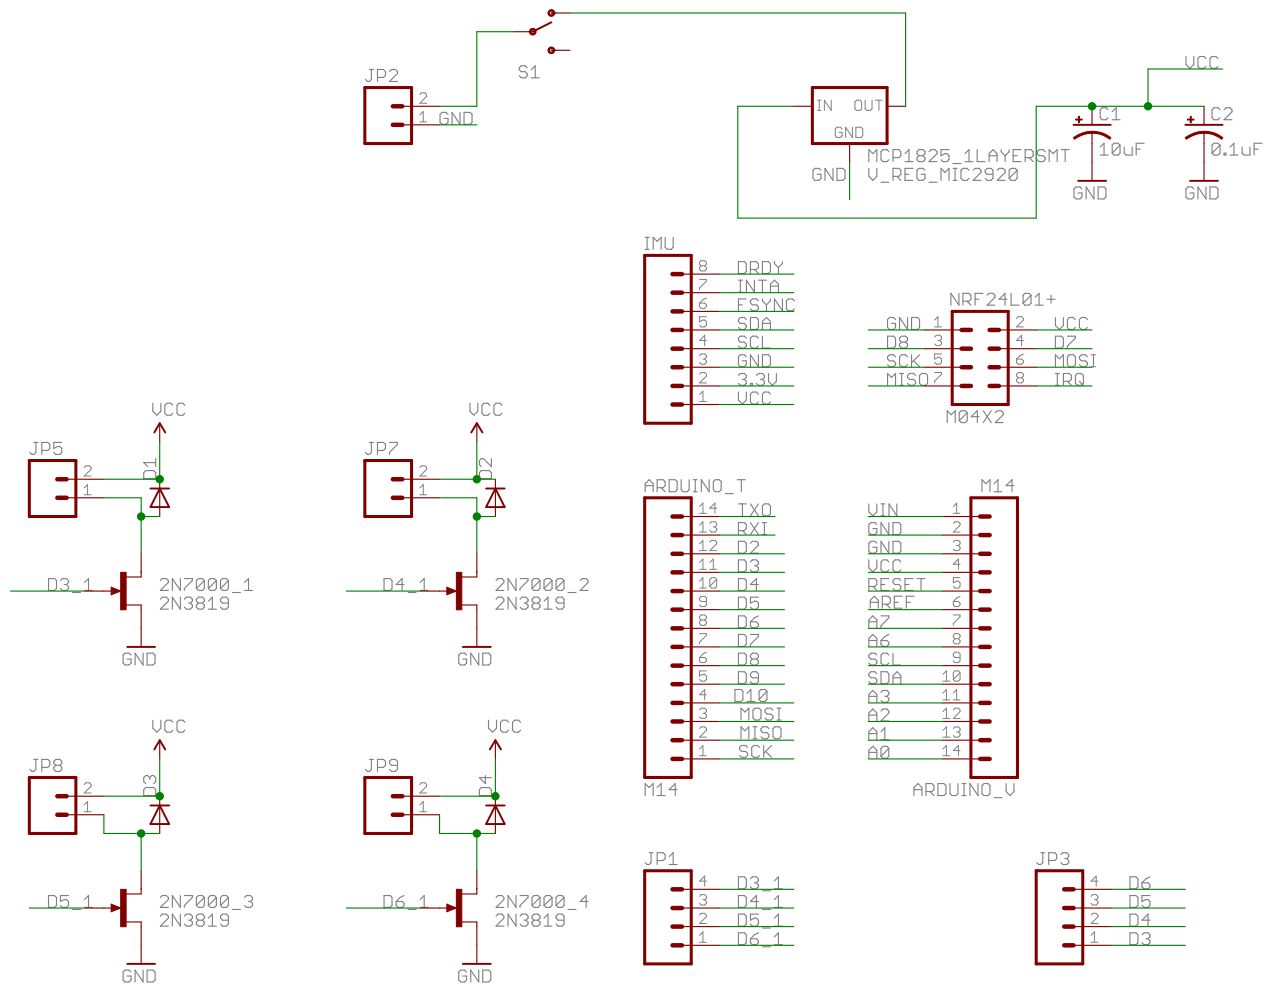 S1
JP2
2
1 GND
IN OUT
GND
GND
MCP1825_1LAYERSMT
V_REG_MIC2920
VCC
C1
10uF
GND
C2
0.1uF
GND
IMU
8 DRDY
7 INTA
6 FSYNC
5 SDA
4 SCL
3 GND
2 3.3V
1 VCC
NRF24L01+
GND 1 2 VCC
D8 3 4 D7
SCK 5 6 MOSI
MISO 7 8 IRQ
M04X2
VCC
JP5
2
1
D1
D3_1
2N7000_1
2N3819
GND
VCC
JP7
2
1
D2
D4_1
2N7000_2
2N3819
GND
ARDUINO_T
14 TXO
13 RXI
12 D2
11 D3
10 D4
9 D5
8 D6
7 D7
6 D8
5 D9
4 D10
3 MOSI
2 MISO
1 SCK
M14
M14
VIN 1
GND 2
GND 3
VCC 4
RESET 5
AREF 6
A7 7
A6 8
SCL 9
SDA 10
A3 11
A2 12
A1 13
A0 14
ARDUINO_V
VCC
JP8
2
1
D3
D5_1
2N7000_3
2N3819
GND
VCC
JP9
2
1
D4
D6_1
2N7000_4
2N3819
GND
JP1
4 D3_1
3 D4_1
2 D5_1
1 D6_1
JP3
4 D6
3 D5
2 D4
1 D3